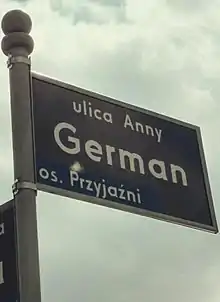 ulica Anny
German
os. Przyjaźni